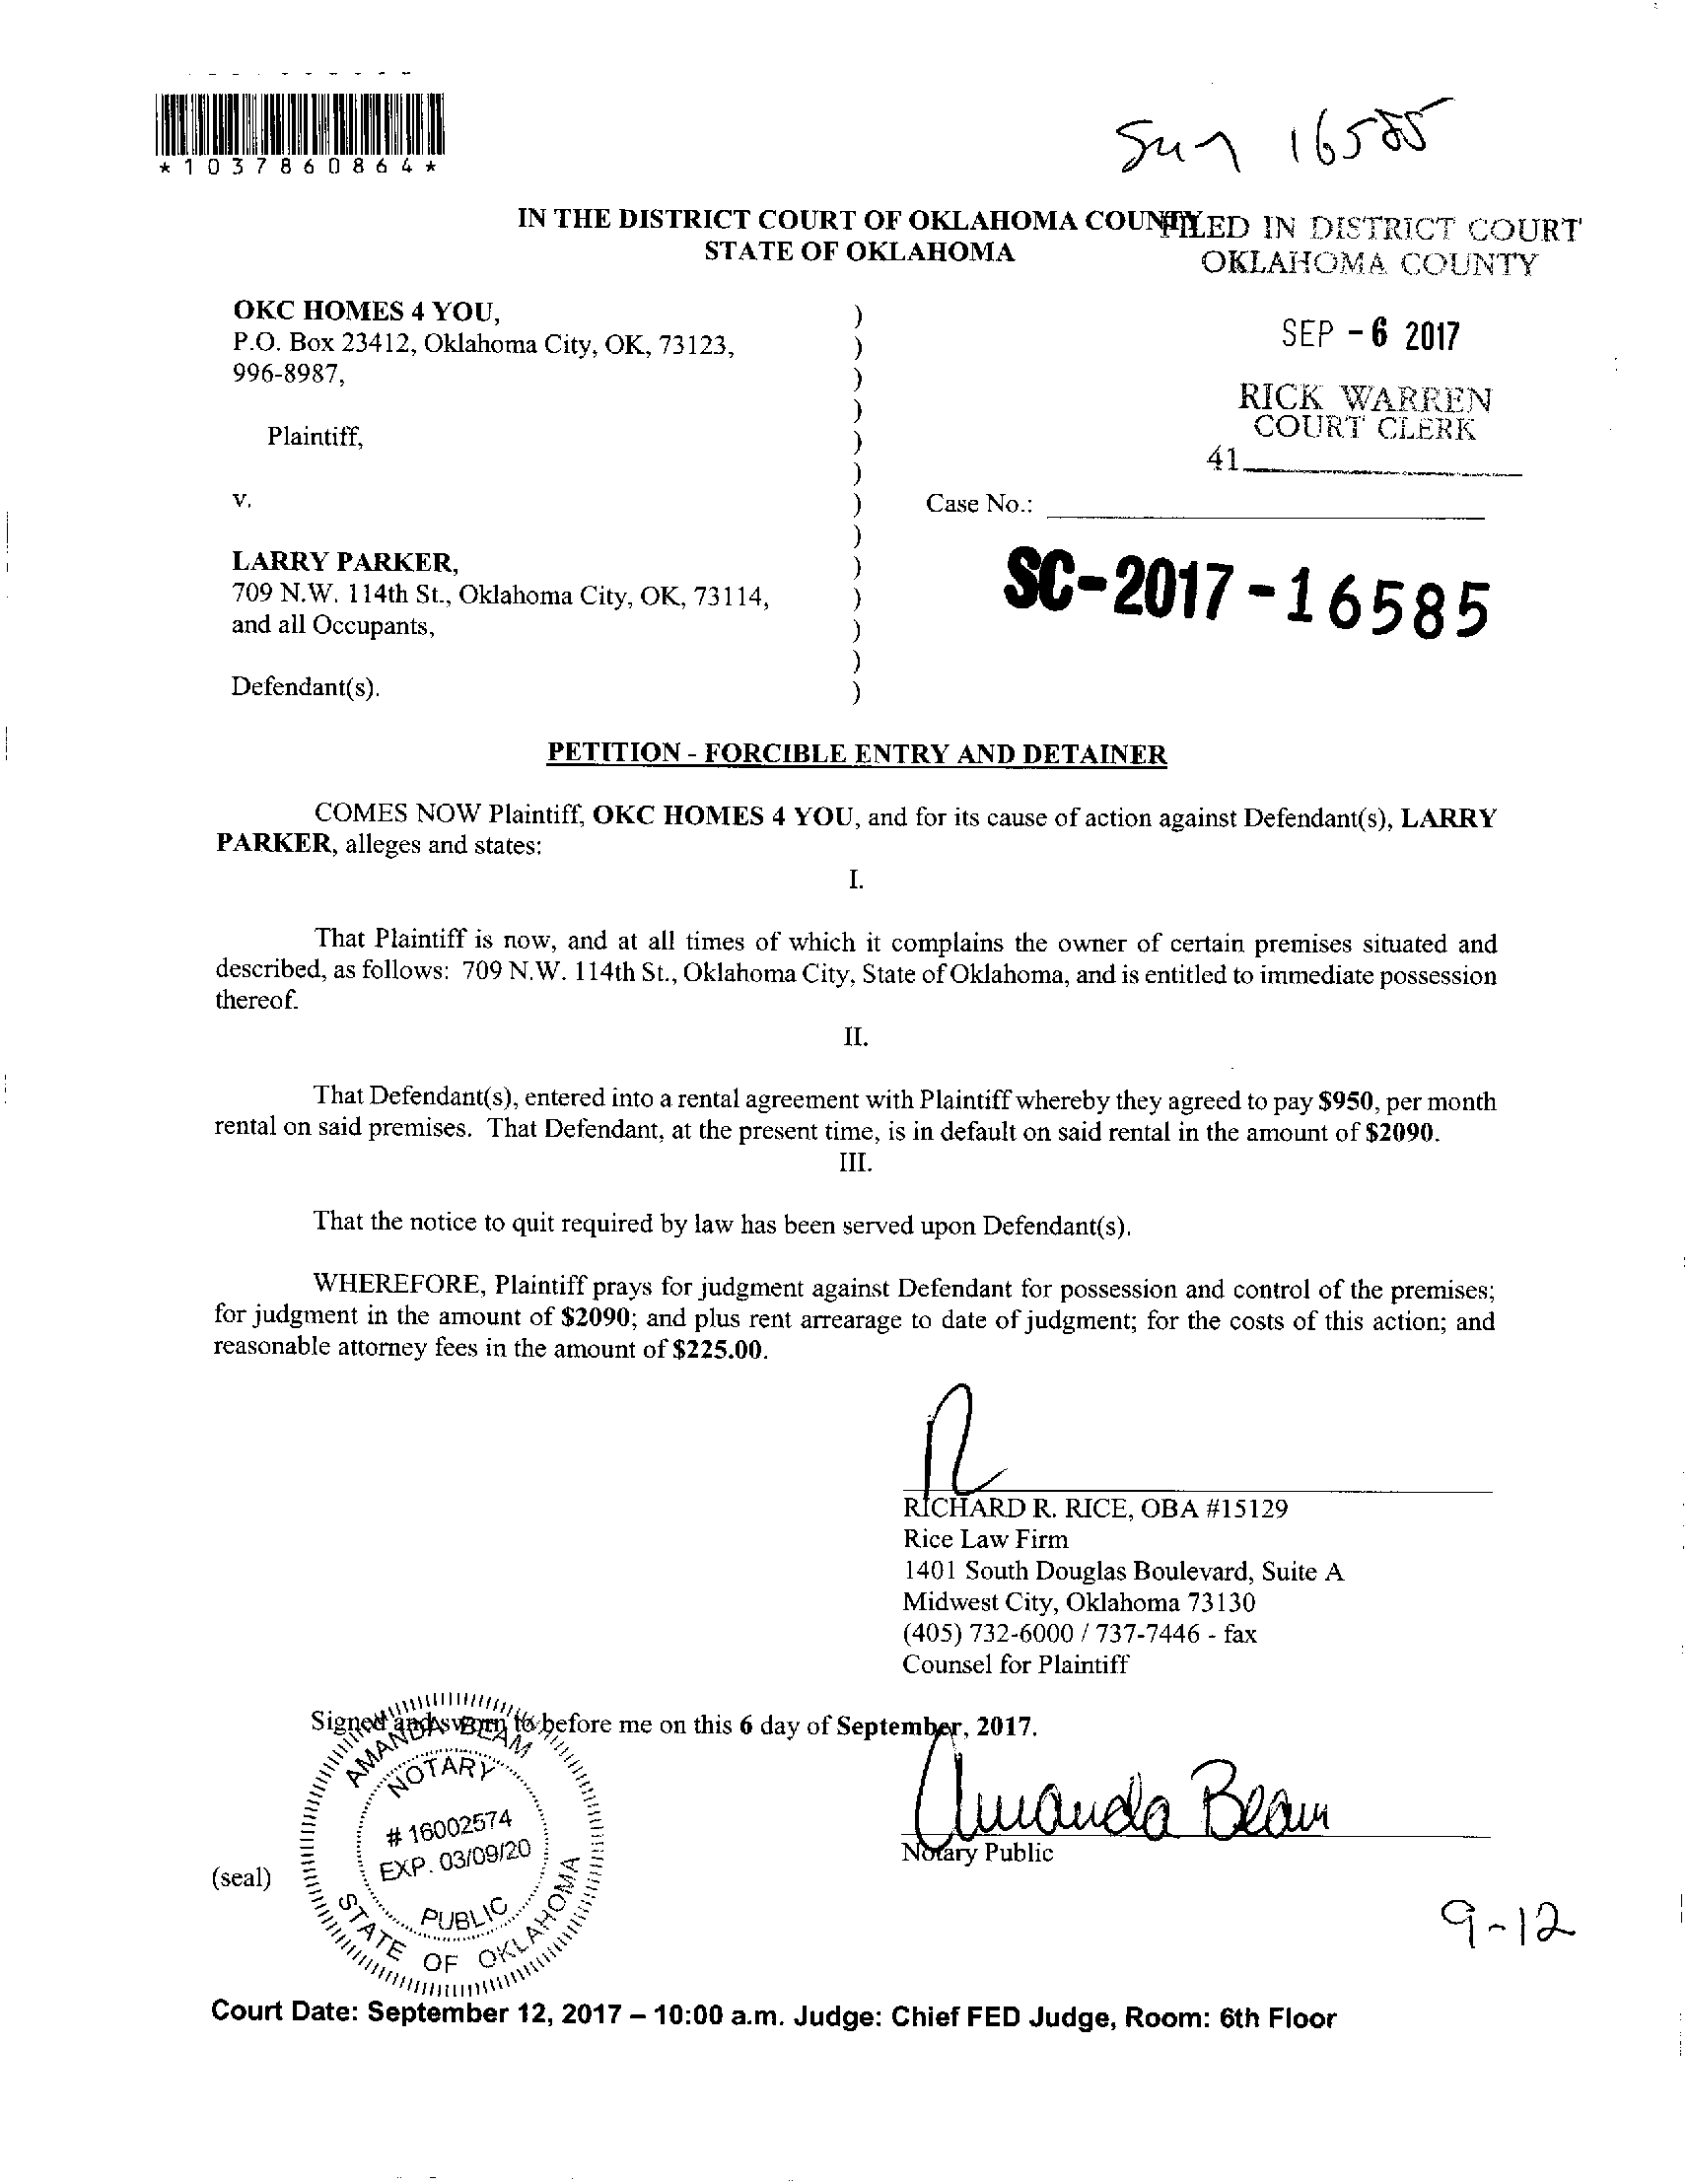 *1037860864*
Sum 16585
IN THE DISTRICT COURT OF OKLAHOMA COUNTY
STATE OF OKLAHOMA
FILED IN DISTRICT COURT
OKLAHOMA COUNTY
SEP -6 2017
RICK WARREN
COURT CLERK
41
OKC HOMES 4 YOU, )
P.O. Box 23412, Oklahoma City, OK, 73123, )
996-8987, )
)
Plaintiff, )
)
v. ) Case No.:
)
LARRY PARKER, )
709 N.W. 114th St., Oklahoma City, OK, 73114, )
and all Occupants, )
)
Defendant(s). )
SC-2017-16585
PETITION - FORCIBLE ENTRY AND DETAINER
COMES NOW Plaintiff, OKC HOMES 4 YOU, and for its cause of action against Defendant(s), LARRY
PARKER, alleges and states:
I.
That Plaintiff is now, and at all times of which it complains the owner of certain premises situated and
described, as follows: 709 N.W. 114th St., Oklahoma City, State of Oklahoma, and is entitled to immediate possession
thereof.
II.
That Defendant(s), entered into a rental agreement with Plaintiff whereby they agreed to pay $950, per month
rental on said premises. That Defendant, at the present time, is in default on said rental in the amount of $2090.
III.
That the notice to quit required by law has been served upon Defendant(s).
WHEREFORE, Plaintiff prays for judgment against Defendant for possession and control of the premises;
for judgment in the amount of $2090; and plus rent arrearage to date of judgment; for the costs of this action; and
reasonable attorney fees in the amount of $225.00.
RICHARD R. RICE, OBA #15129
Rice Law Firm
1401 South Douglas Boulevard, Suite A
Midwest City, Oklahoma 73130
(405) 732-6000 / 737-7446 - fax
Counsel for Plaintiff
Signed and sworn to before me on this 6 day of September, 2017.
Amanda Beam
Notary Public
(seal)
AMANDA BEAM
NOTARY
# 16002574
EXP. 03/09/20
PUBLIC
STATE OF OKLAHOMA
9-12
Court Date: September 12, 2017 – 10:00 a.m. Judge: Chief FED Judge, Room: 6th Floor